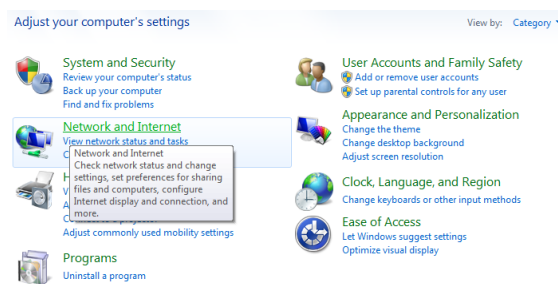 Adjust your computer's settings
View by: Category
System and Security
Review your computer's status
Back up your computer
Find and fix problems
Network and Internet
View network status and tasks
C
Network and Internet
Check network status and change
settings, set preferences for sharing
files and computers, configure
Internet display and connection, and
more.
H
V
A
Adjust commonly used mobility settings
Programs
Uninstall a program
User Accounts and Family Safety
Add or remove user accounts
Set up parental controls for any user
Appearance and Personalization
Change the theme
Change desktop background
Adjust screen resolution
Clock, Language, and Region
Change keyboards or other input methods
Ease of Access
Let Windows suggest settings
Optimize visual display